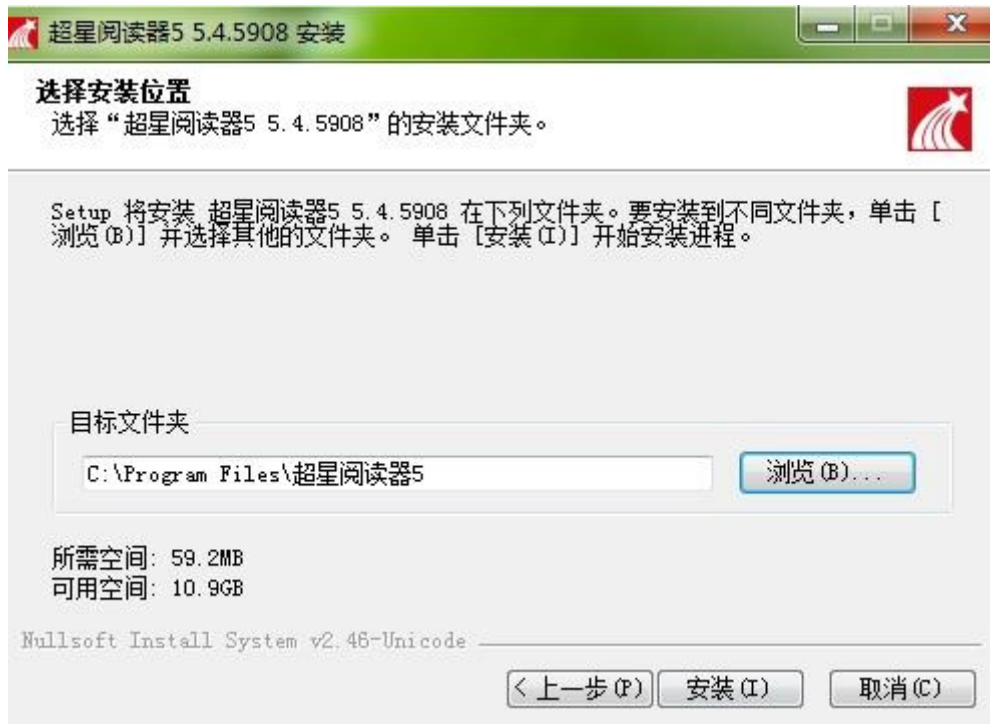 超星阅读器5 5.4.5908 安装
选择安装位置
选择“超星阅读器5 5.4.5908”的安装文件夹。
Setup 将安装 超星阅读器5 5.4.5908 在下列文件夹。要安装到不同文件夹，单击 [
浏览(B)] 并选择其他的文件夹。 单击 [安装(I)] 开始安装进程。
目标文件夹
C:\Program Files\超星阅读器5
浏览(B)...
所需空间: 59.2MB
可用空间: 10.9GB
Nullsoft Install System v2.46-Unicode
< 上一步(P)
安装(I)
取消(C)